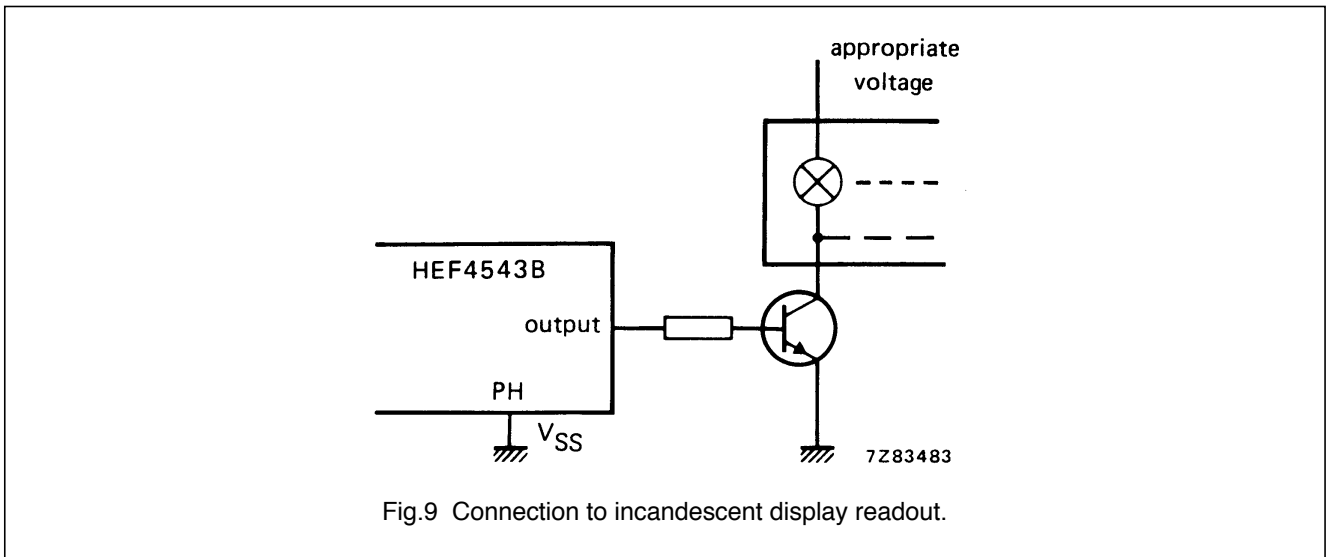 appropriate
voltage
HEF4543B
output
PH
VSS
7Z83483
Fig.9 Connection to incandescent display readout.